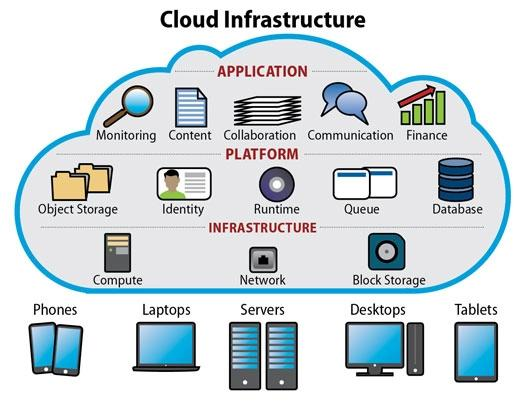 Cloud Infrastructure
APPLICATION
Monitoring Content Collaboration Communication Finance
PLATFORM
Object Storage Identity Runtime Queue Database
INFRASTRUCTURE
Compute Network Block Storage
Phones Laptops Servers Desktops Tablets